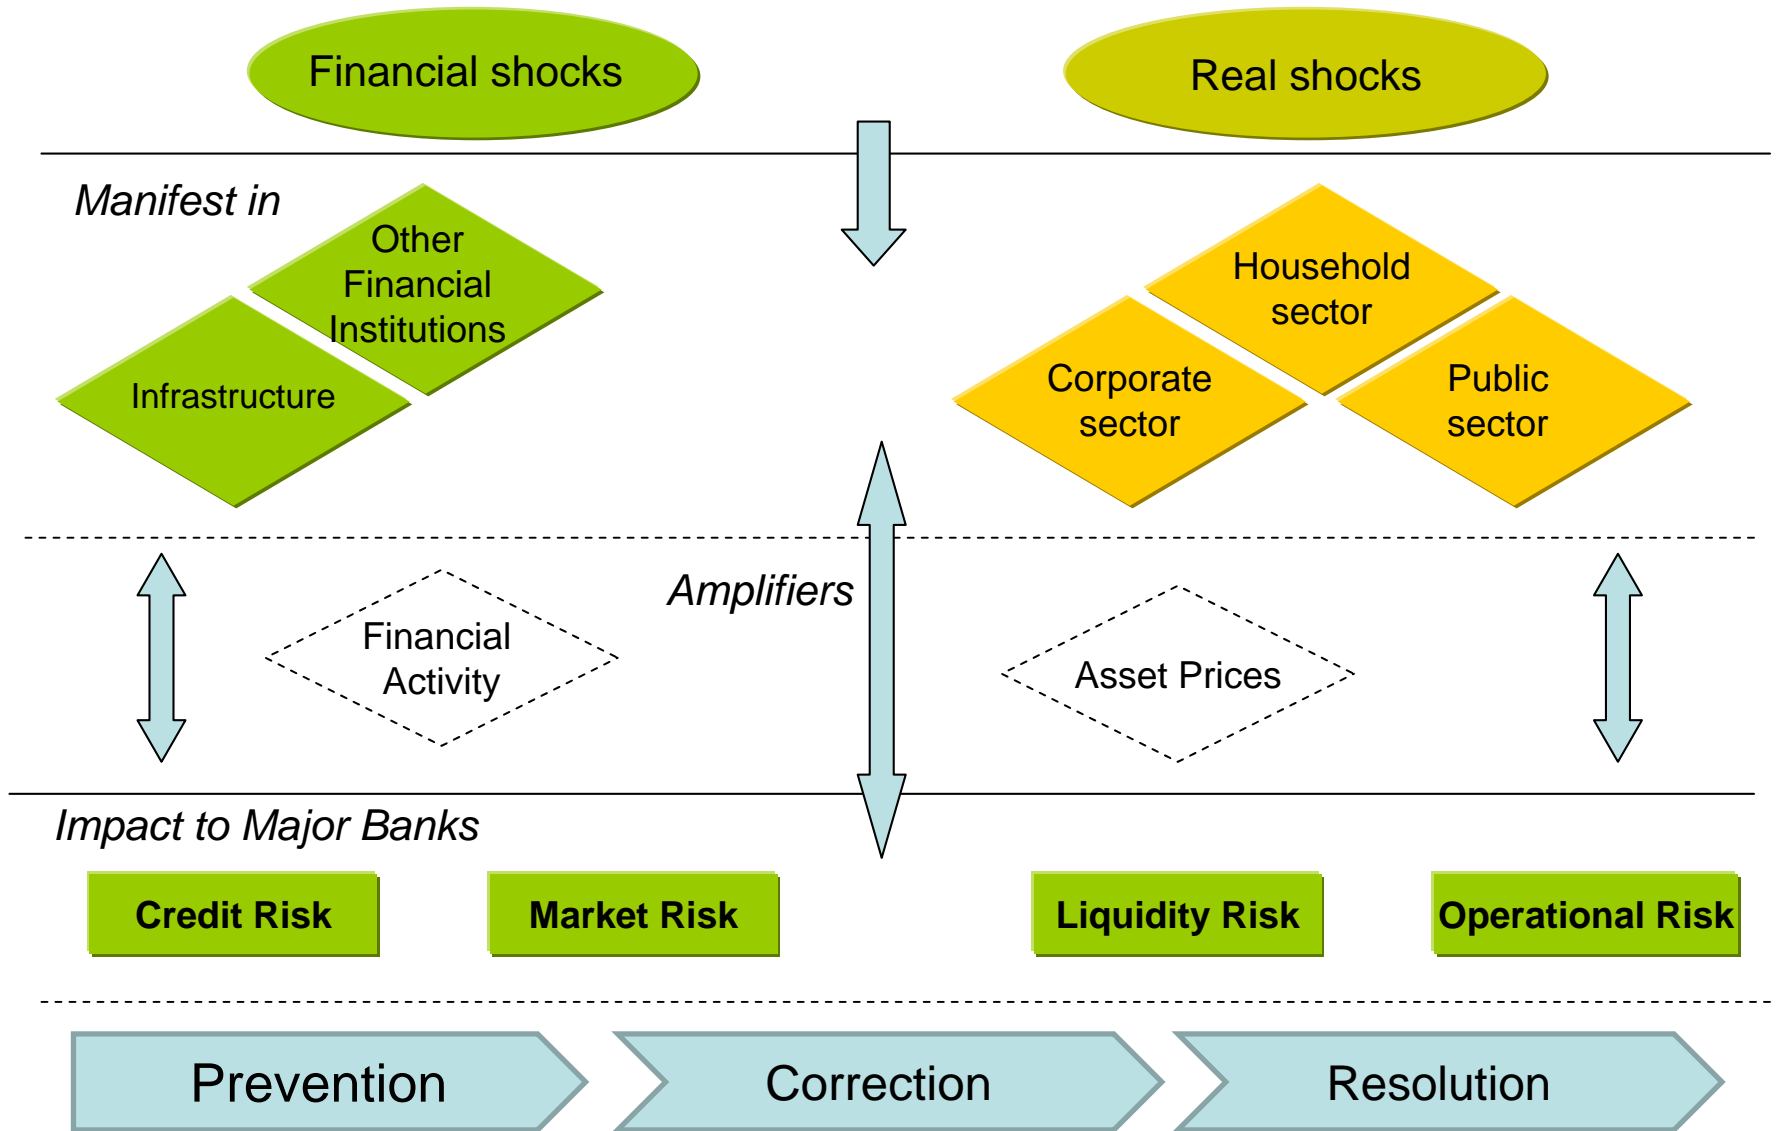 Financial shocks
Real shocks
Manifest in
Other
Financial
Institutions
Infrastructure
Household
sector
Corporate
sector
Public
sector
Amplifiers
Financial
Activity
Asset Prices
Impact to Major Banks
Credit Risk
Market Risk
Liquidity Risk
Operational Risk
Prevention
Correction
Resolution